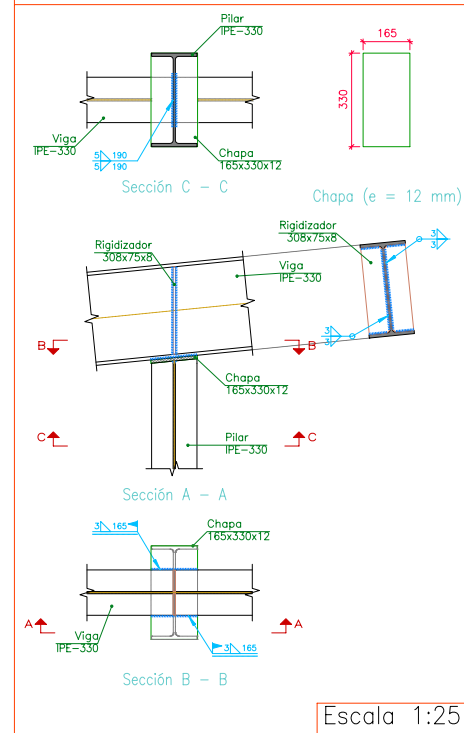 Pilar
IPE-330
165
330
Viga
IPE-330
5 190
5 190
Chapa
165x330x12
Sección C - C
Chapa (e = 12 mm)
Rigidizador
308x75x8
3
3
Rigidizador
308x75x8
Viga
IPE-330
3
3
B
B
Chapa
165x330x12
C
C
Pilar
IPE-330
Sección A - A
3 165
Chapa
165x330x12
A
A
Viga
IPE-330
3 165
Sección B - B
Escala 1:25